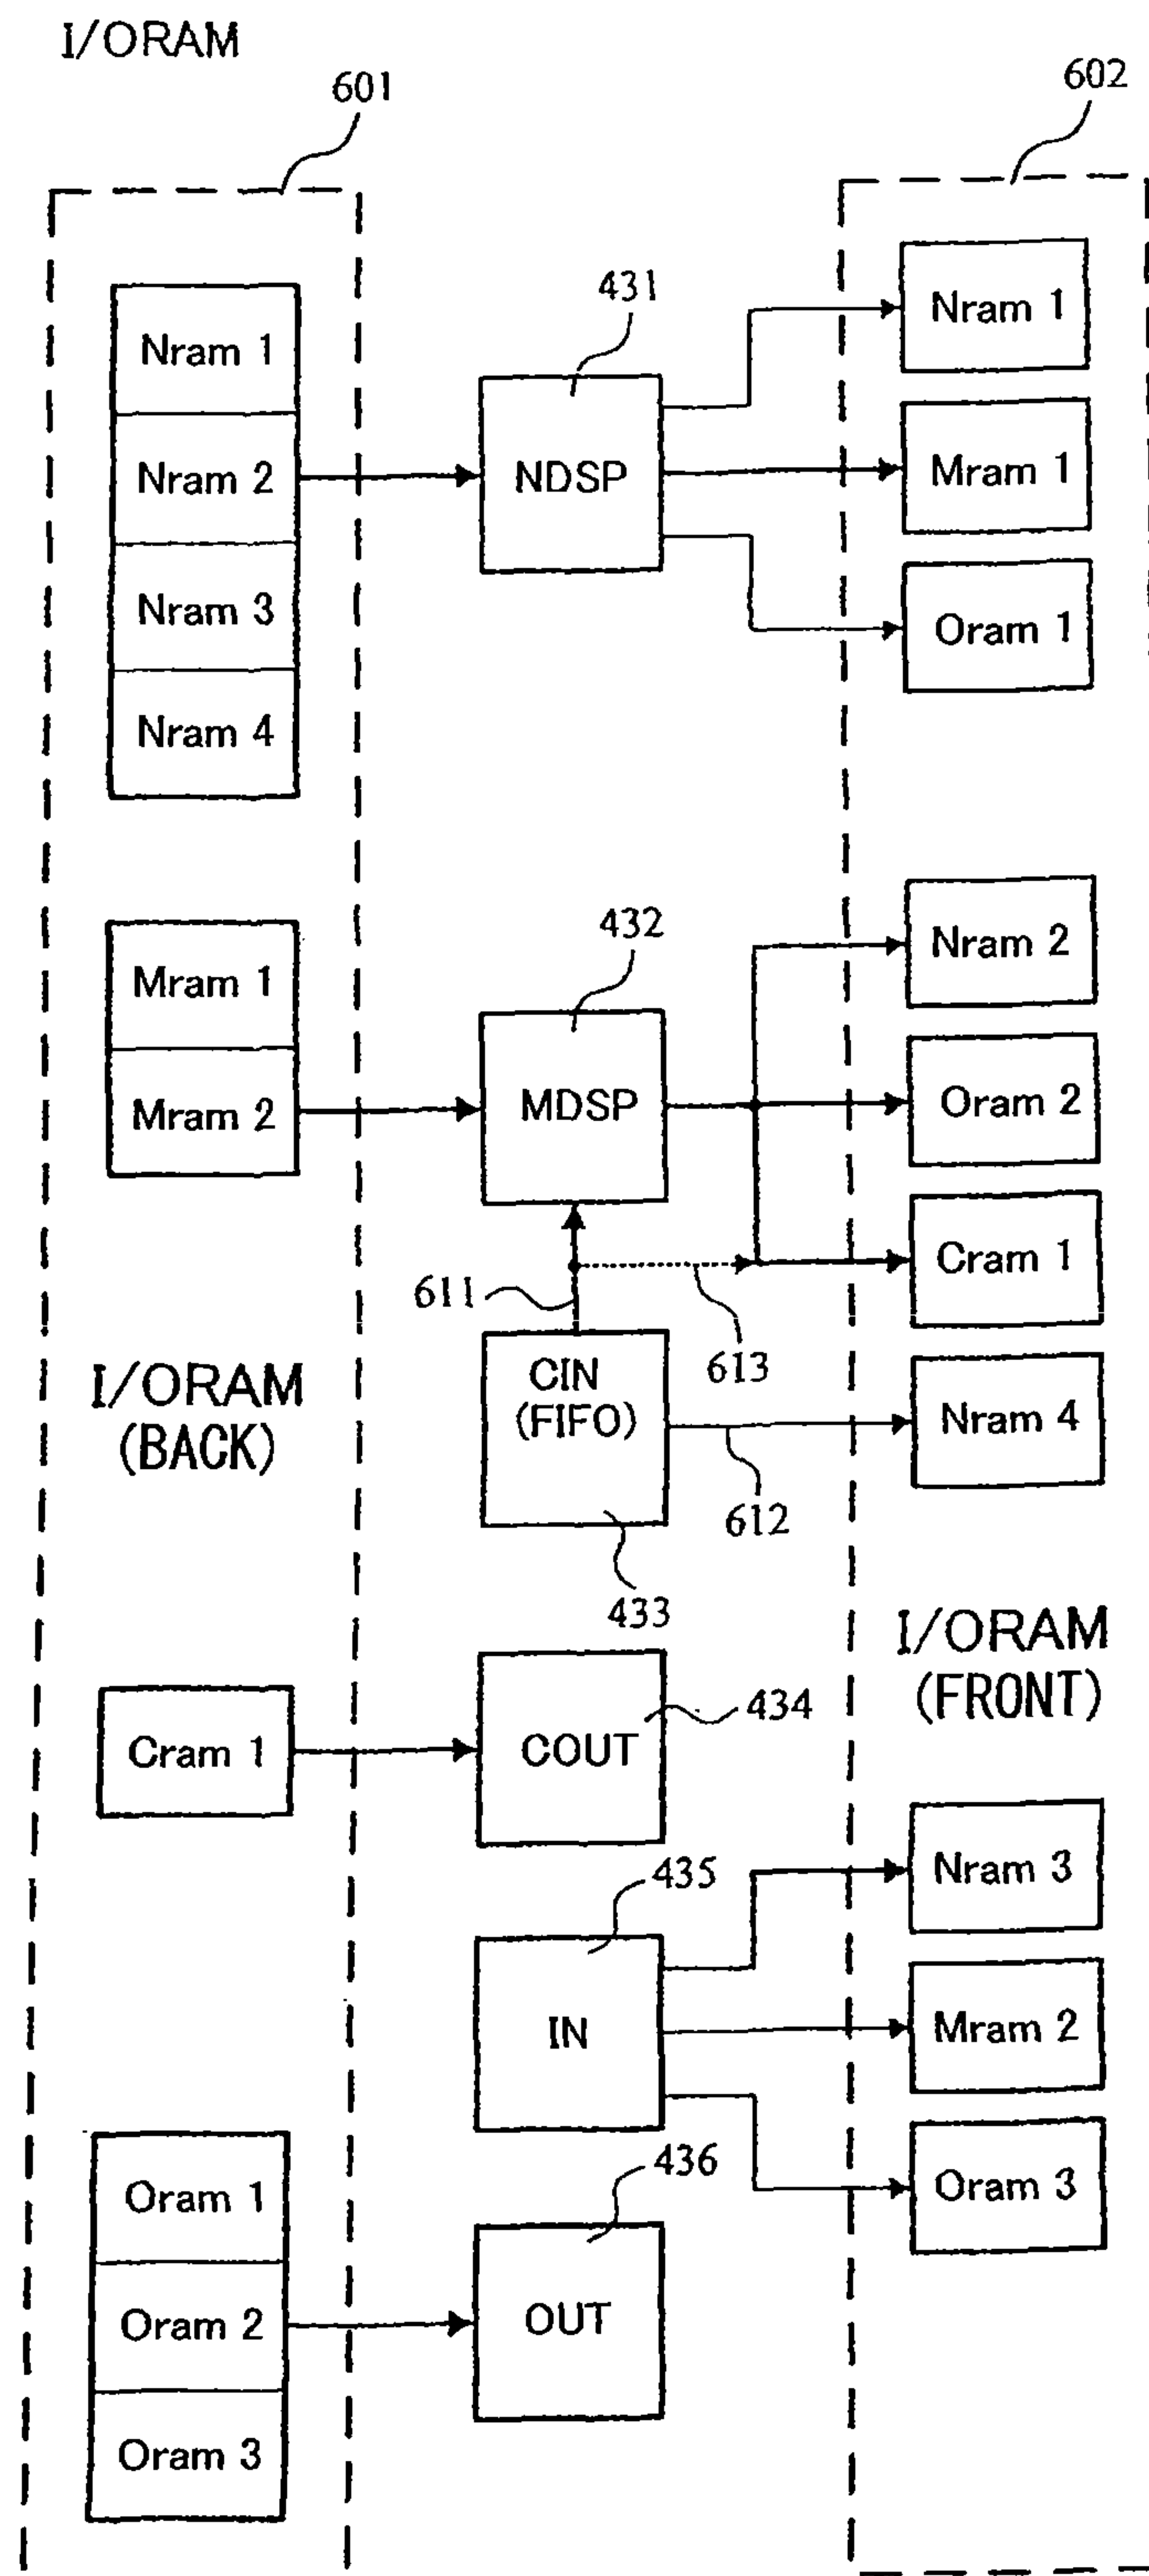 I/ORAM
601
602
Nram 1
Nram 2
Nram 3
Nram 4
431
NDSP
Nram 1
Mram 1
Oram 1
Mram 1
Mram 2
432
MDSP
Nram 2
Oram 2
Cram 1
611
613
CIN
(FIFO)
Nram 4
612
433
I/ORAM
(BACK)
I/ORAM
(FRONT)
Cram 1
434
COUT
435
IN
Nram 3
Mram 2
Oram 3
Oram 1
Oram 2
Oram 3
436
OUT